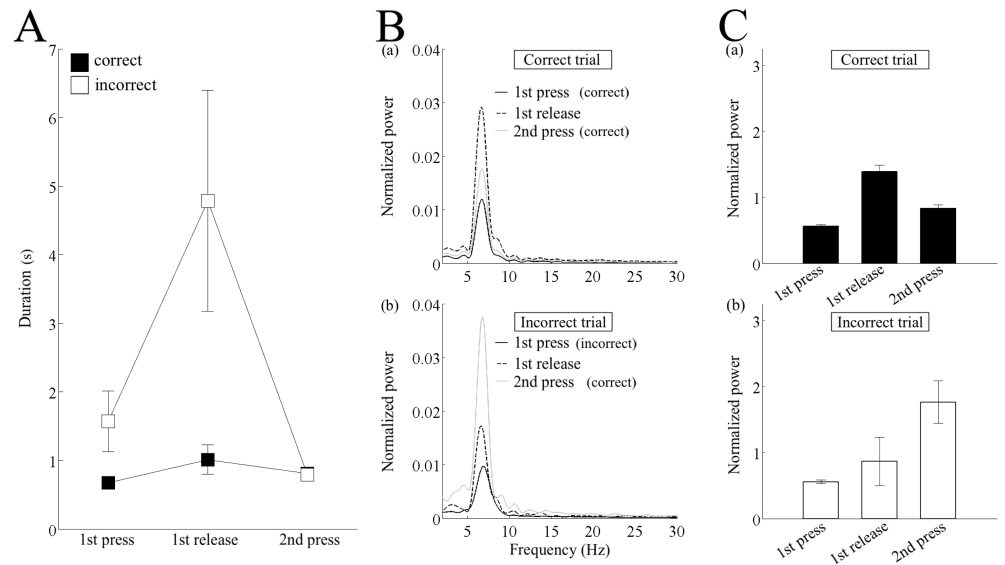 A
7
6
5
4
3
2
1
0
Duration (s)
correct
incorrect
1st press
1st release
2nd press
B
(a)
0.04
0.03
0.02
0.01
0
Normalized power
Correct trial
1st press (correct)
1st release
2nd press (correct)
5
10
15
20
25
30
(b)
0.04
0.03
0.02
0.01
0
Normalized power
Incorrect trial
1st press (incorrect)
1st release
2nd press (correct)
5
10
15
20
25
30
Frequency (Hz)
C
(a)
3
2
1
0
Normalized power
Correct trial
1st press
1st release
2nd press
(b)
3
2
1
0
Normalized power
Incorrect trial
1st press
1st release
2nd press